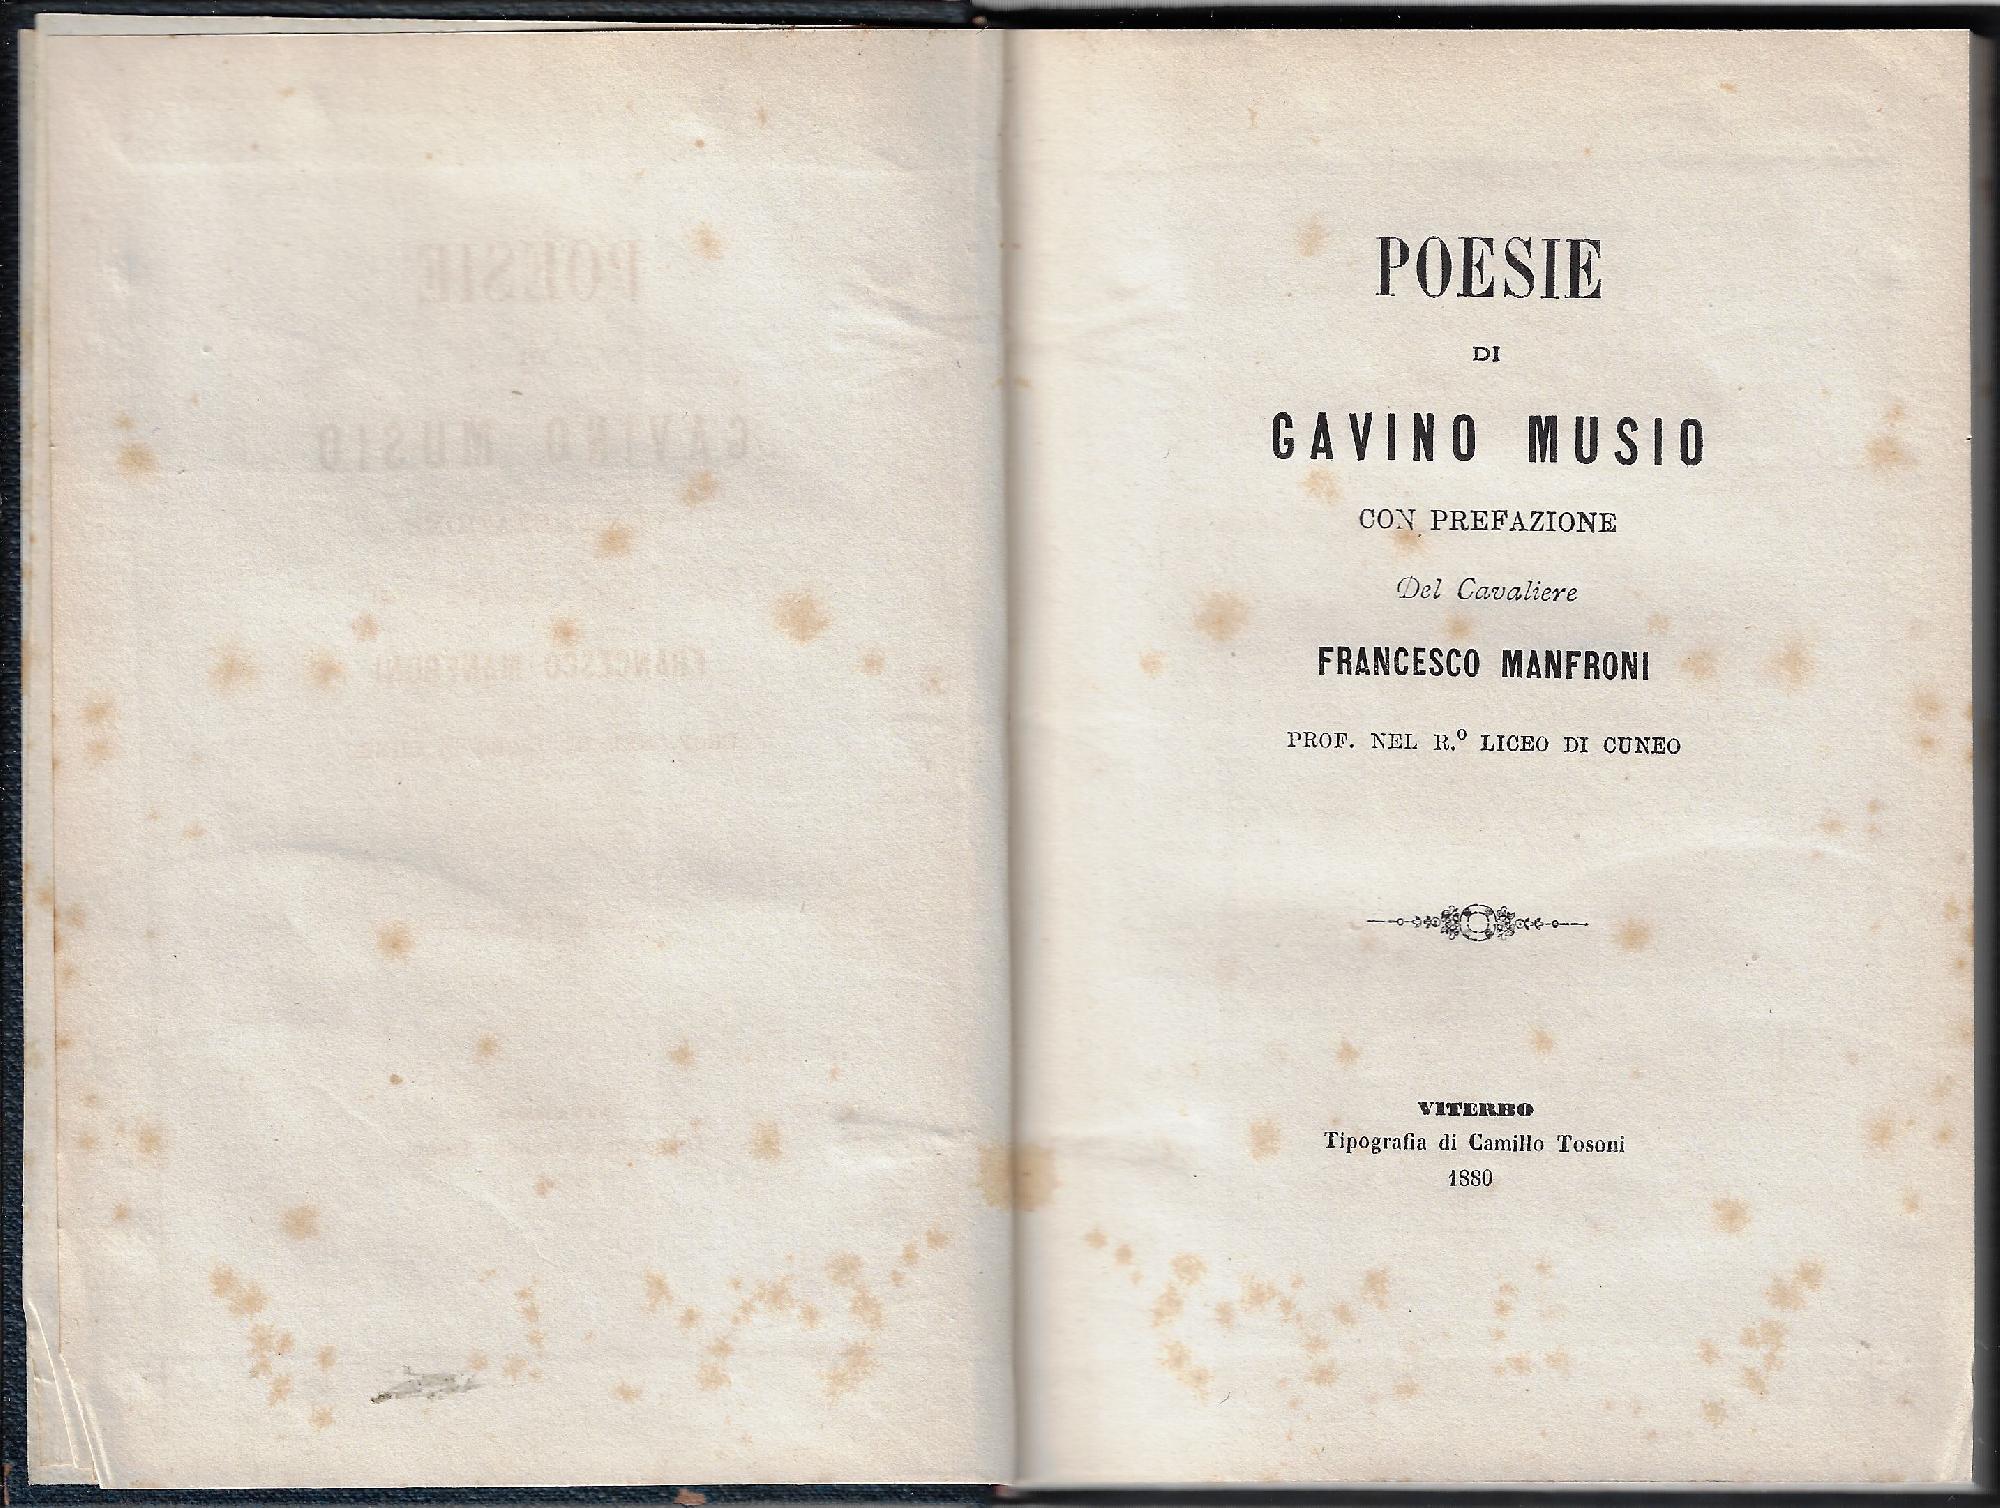 POESIE
DI
GAVINO MUSIO
CON PREFAZIONE
Del Cavaliere
FRANCESCO MANFRONI
PROF. NEL R.º LICEO DI CUNEO
VITERBO
Tipografia di Camillo Tosoni
1880